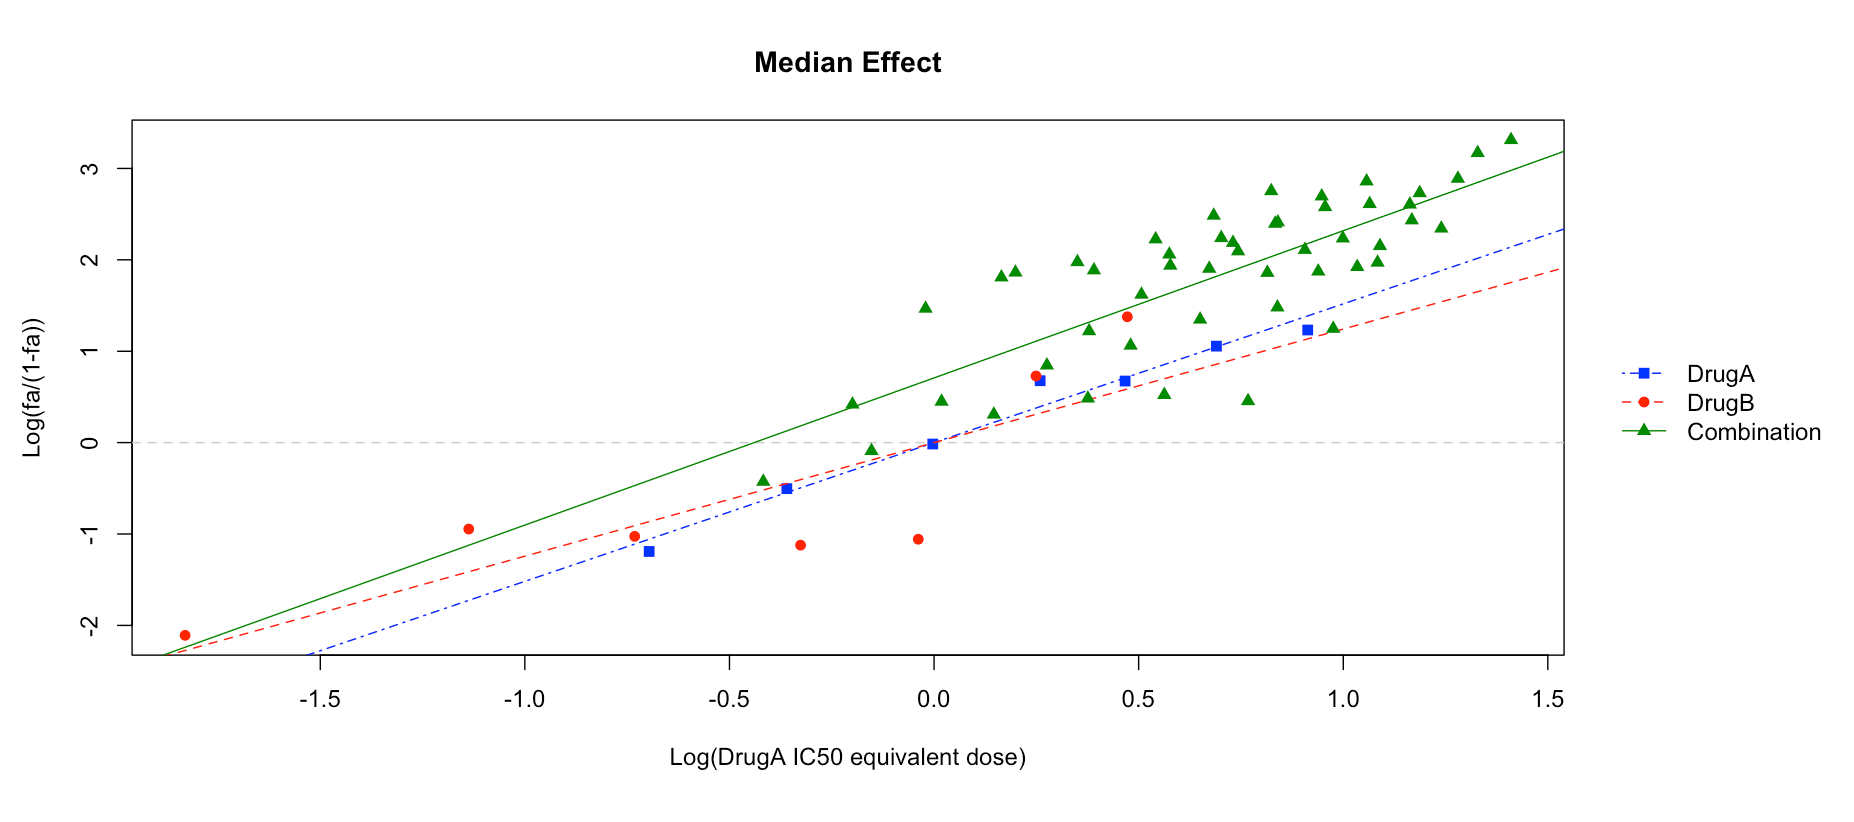 Median Effect
Log(fa/(1-fa))
3
2
1
0
-1
-2
-1.5
-1.0
-0.5
0.0
0.5
1.0
1.5
Log(DrugA IC50 equivalent dose)
DrugA
DrugB
Combination